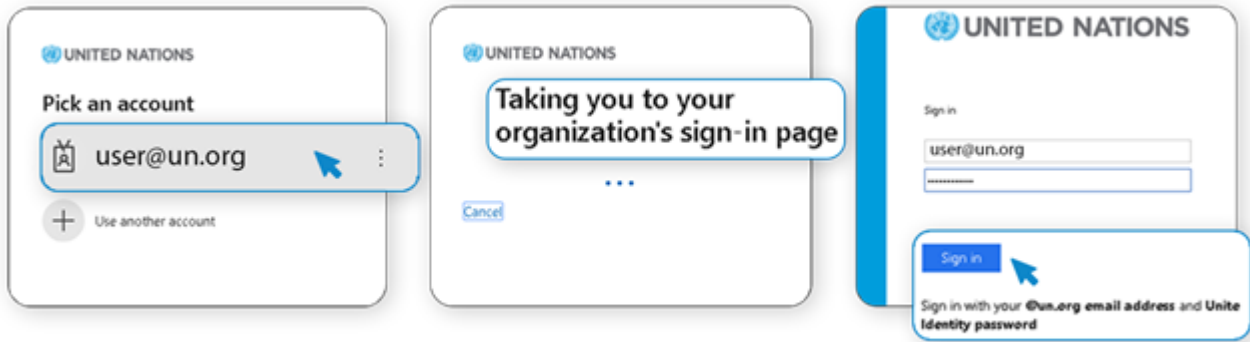 UNITED NATIONS
Pick an account
user@un.org
Use another account
UNITED NATIONS
Taking you to your
organization's sign-in page
Cancel
UNITED NATIONS
Sign in
user@un.org
Sign in
Sign in with your @un.org email address and Unite
Identity password